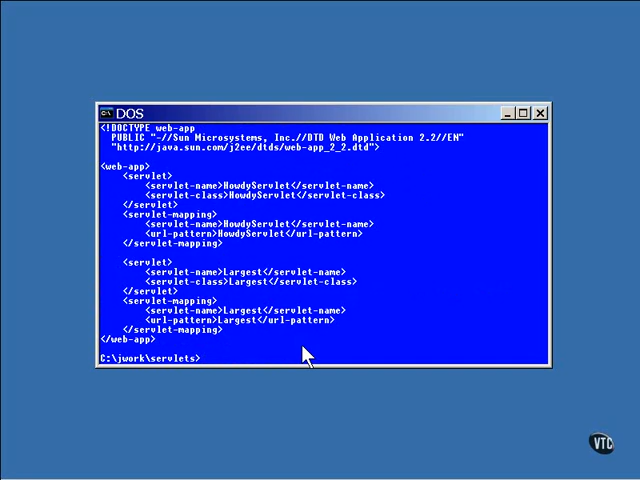 DOS
<!DOCTYPE web-app
PUBLIC "-//Sun Microsystems, Inc.//DTD Web Application 2.2//EN"
"http://java.sun.com/j2ee/dtds/web-app_2_2.dtd">
<web-app>
<servlet>
<servlet-name>HowdyServlet</servlet-name>
<servlet-class>HowdyServlet</servlet-class>
</servlet>
<servlet-mapping>
<servlet-name>HowdyServlet</servlet-name>
<url-pattern>HowdyServlet</url-pattern>
</servlet-mapping>
<servlet>
<servlet-name>Largest</servlet-name>
<servlet-class>Largest</servlet-class>
</servlet>
<servlet-mapping>
<servlet-name>Largest</servlet-name>
<url-pattern>Largest</url-pattern>
</servlet-mapping>
</web-app>
C:\jwork\servlets>
VTC